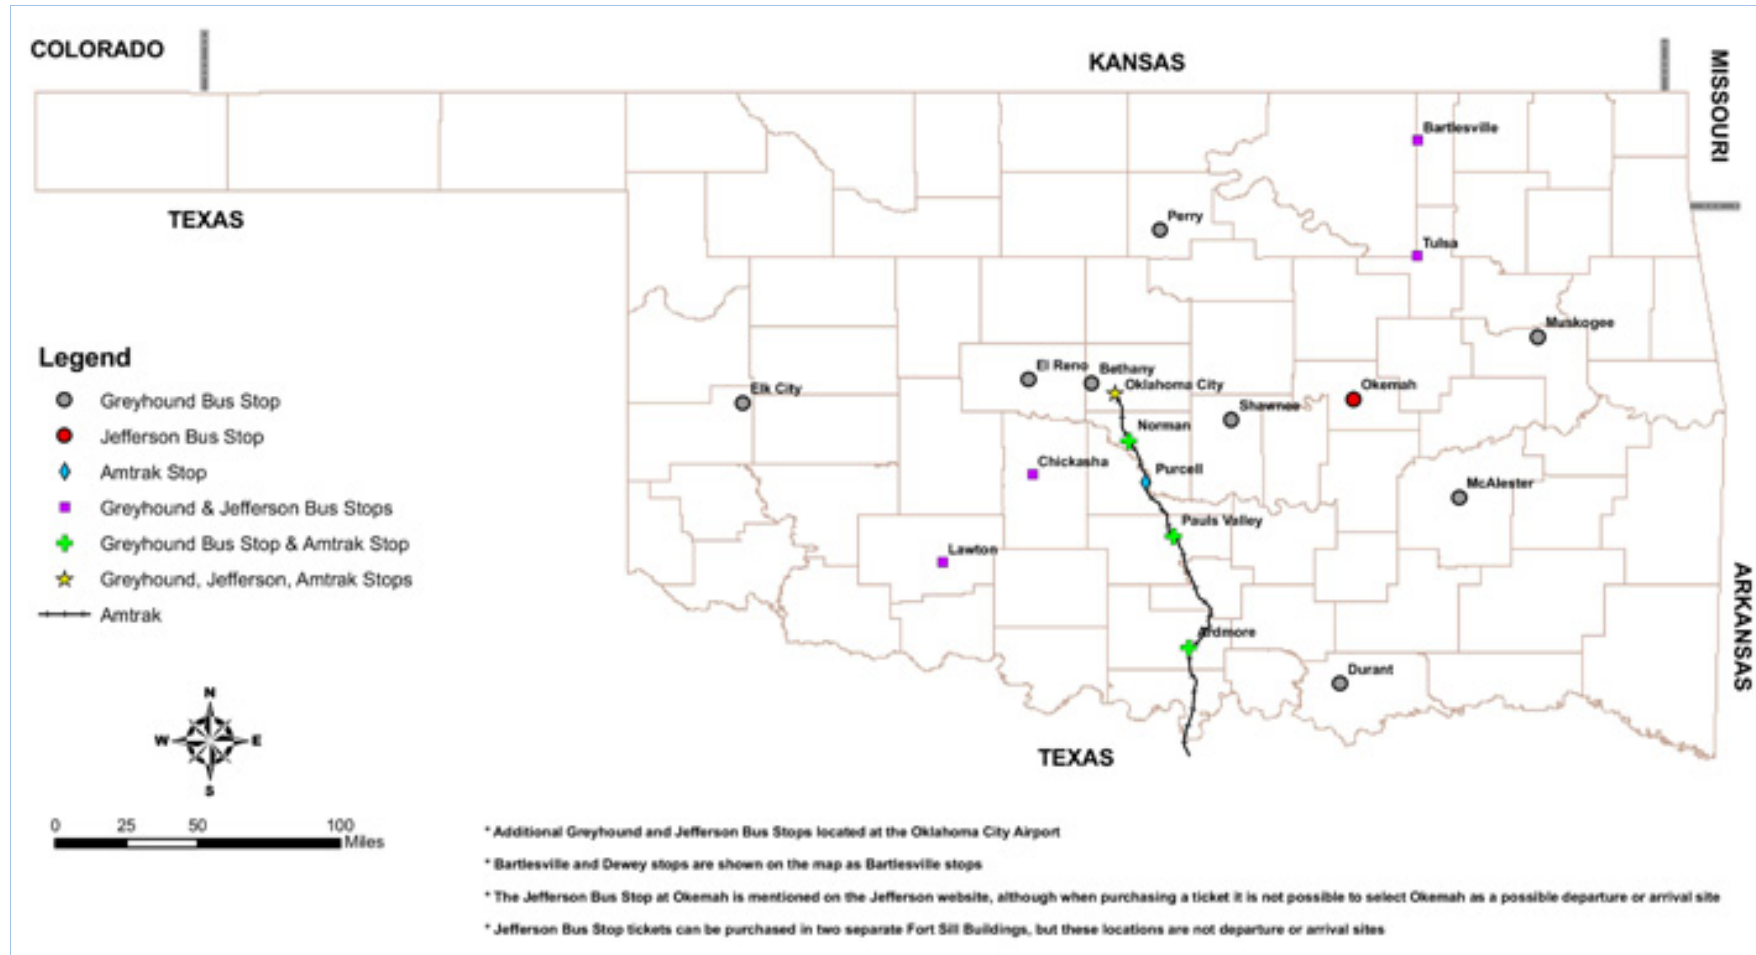 COLORADO
KANSAS
MISSOURI
Bartlesville
TEXAS
Perry
Tulsa
Muskogee
Legend
Greyhound Bus Stop
Jefferson Bus Stop
Amtrak Stop
Greyhound & Jefferson Bus Stops
Greyhound Bus Stop & Amtrak Stop
Greyhound, Jefferson, Amtrak Stops
Amtrak
El Reno
Bethany
Oklahoma City
Elk City
Okemah
Shawnee
Norman
Chickasha
Purcell
McAlester
Pauls Valley
Lawton
ARKANSAS
Ardmore
Durant
N
W E
S
TEXAS
0 25 50 100
Miles
* Additional Greyhound and Jefferson Bus Stops located at the Oklahoma City Airport
* Bartlesville and Dewey stops are shown on the map as Bartlesville stops
* The Jefferson Bus Stop at Okemah is mentioned on the Jefferson website, although when purchasing a ticket it is not possible to select Okemah as a possible departure or arrival site
* Jefferson Bus Stop tickets can be purchased in two separate Fort Sill Buildings, but these locations are not departure or arrival sites